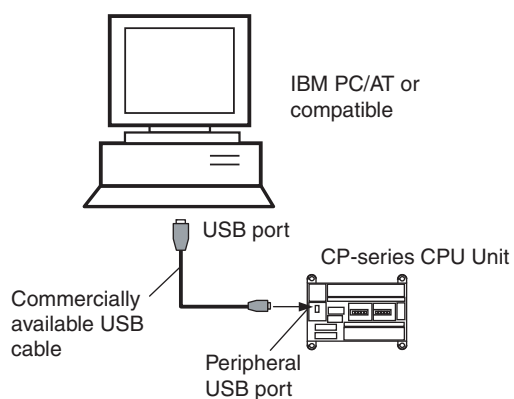 IBM PC/AT or
compatible
USB port
CP-series CPU Unit
Commercially
available USB
cable
Peripheral
USB port